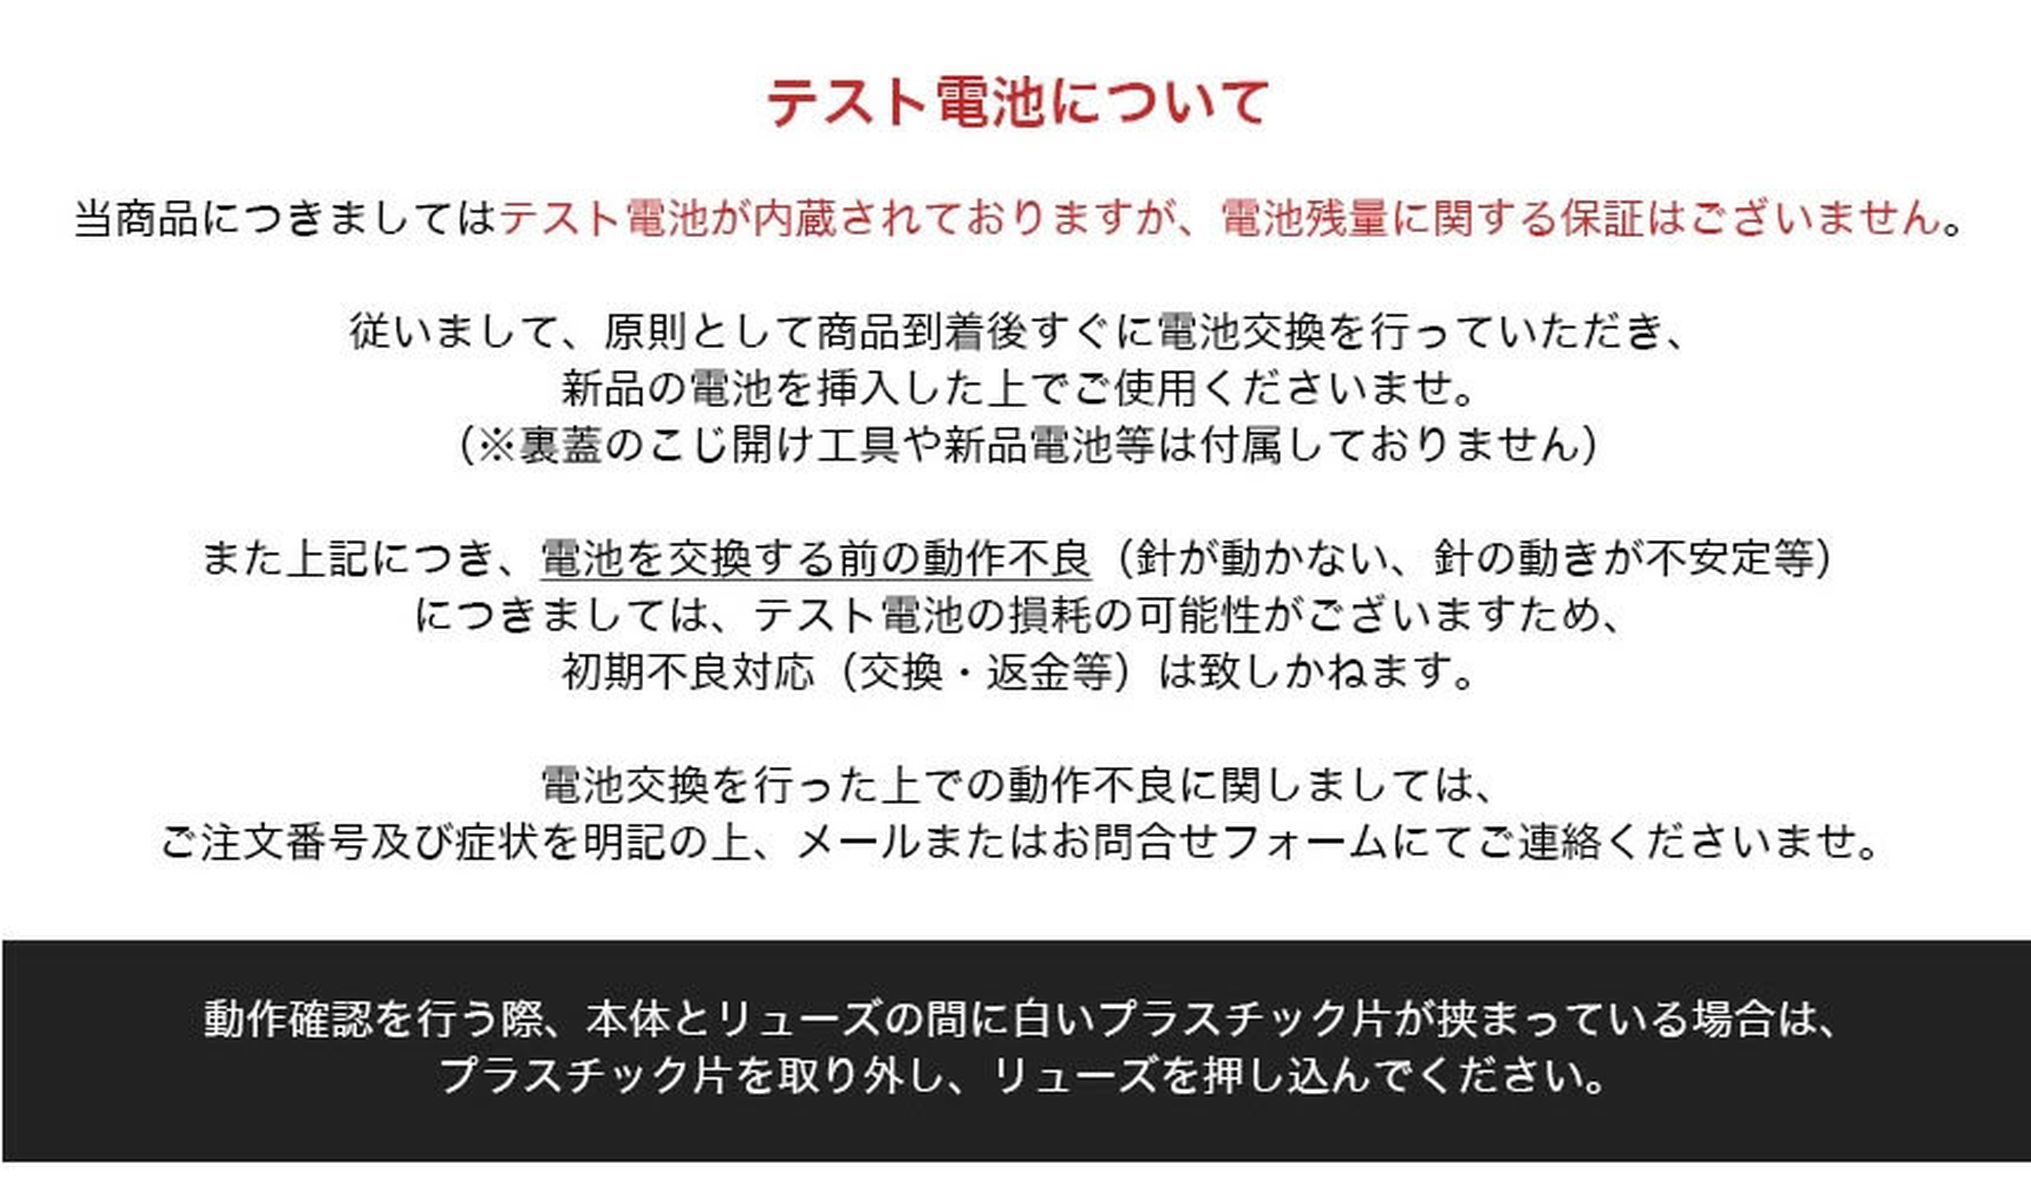 テスト電池について
当商品につきましてはテスト電池が内蔵されておりますが、電池残量に関する保証はございません。
従いまして、原則として商品到着後すぐに電池交換を行っていただき、
新品の電池を挿入した上でご使用くださいませ。
（※裏蓋のこじ開け工具や新品電池等は付属しておりません）
また上記につき、電池を交換する前の動作不良（針が動かない、針の動きが不安定等）
につきましては、テスト電池の損耗の可能性がございますため、
初期不良対応（交換・返金等）は致しかねます。
電池交換を行った上での動作不良に関しましては、
ご注文番号及び症状を明記の上、メールまたはお問合せフォームにてご連絡くださいませ。
動作確認を行う際、本体とリューズの間に白いプラスチック片が挟まっている場合は、
プラスチック片を取り外し、リューズを押し込んでください。